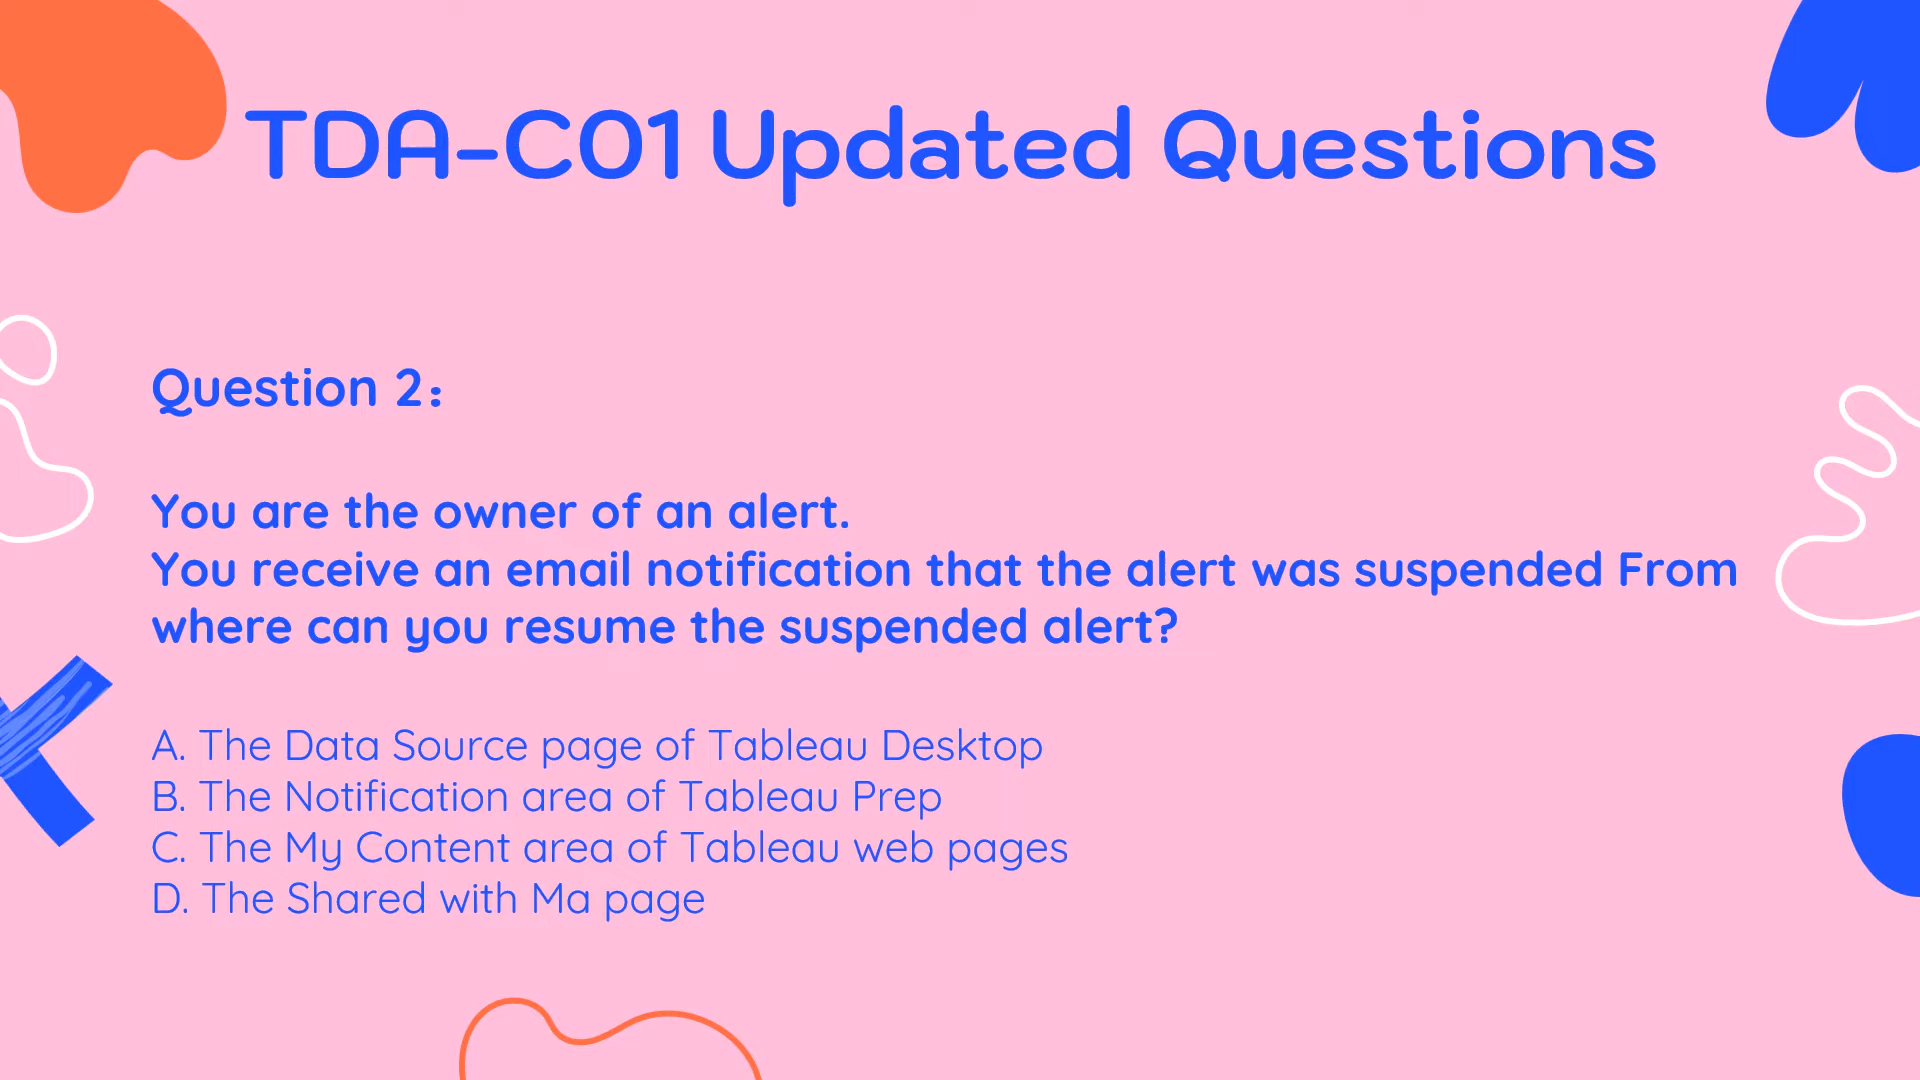 TDA-C01 Updated Questions
Question 2：
You are the owner of an alert.
You receive an email notification that the alert was suspended From
where can you resume the suspended alert?
A. The Data Source page of Tableau Desktop
B. The Notification area of Tableau Prep
C. The My Content area of Tableau web pages
D. The Shared with Ma page